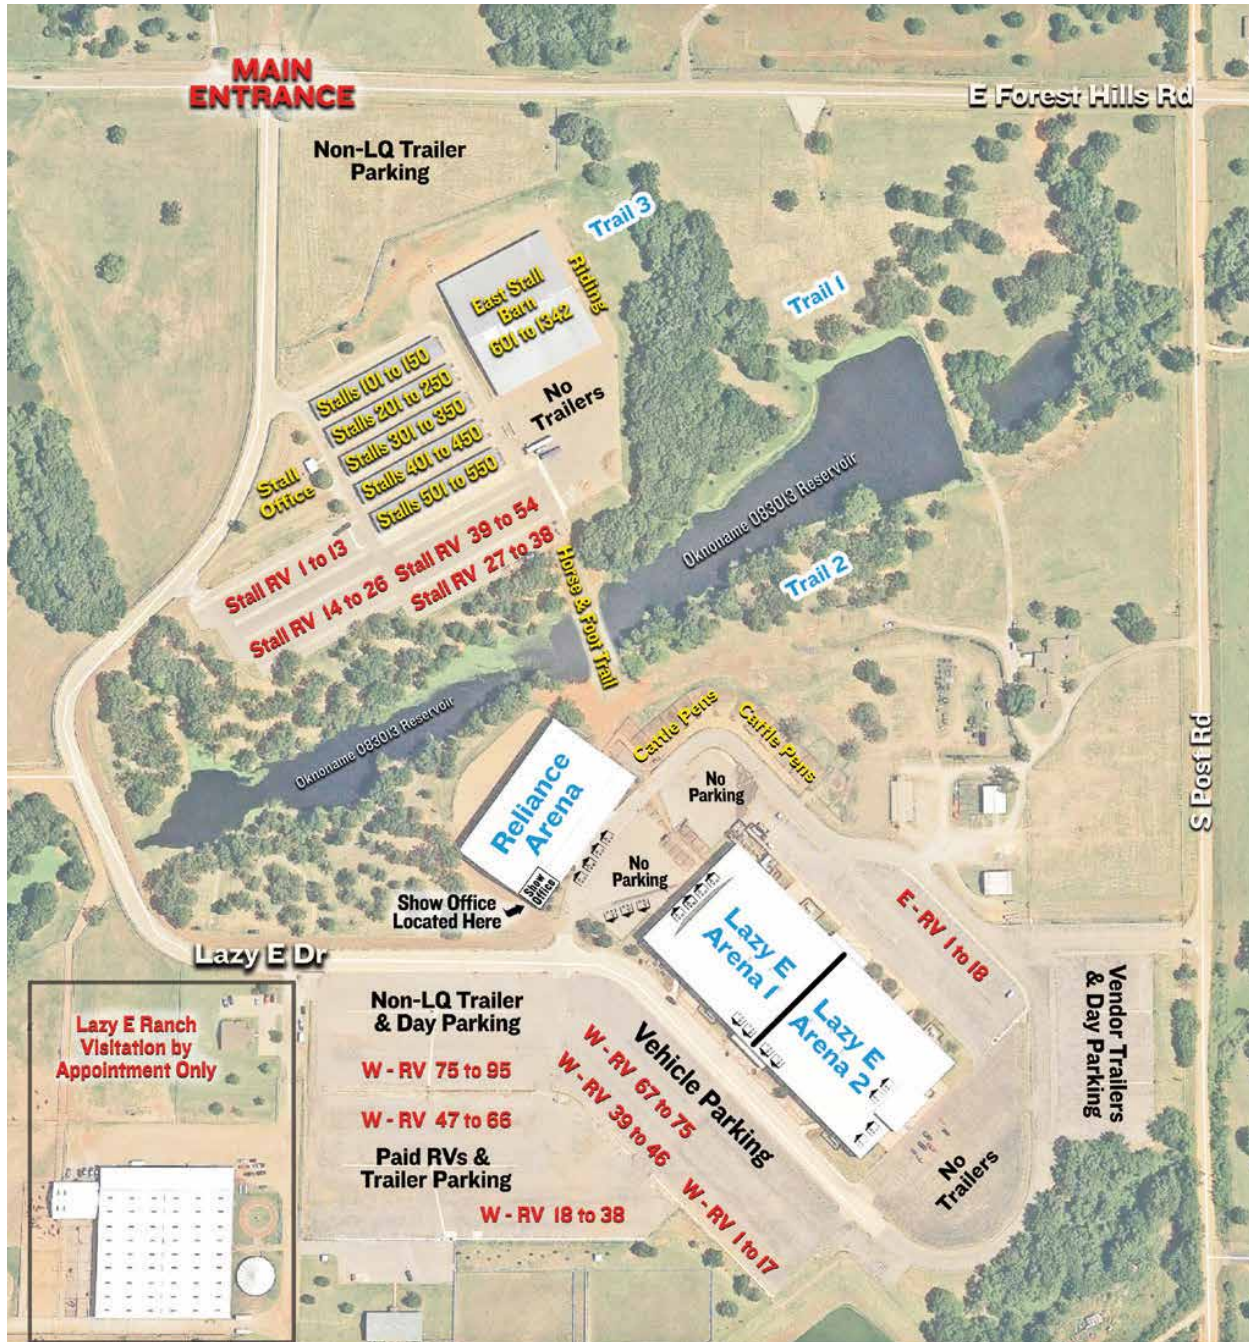 MAIN
ENTRANCE
E Forest Hills Rd
Non-LQ Trailer
Parking
Trail 3
Trail 1
Riding
East Stall
Barn
601 to 1342
Stalls 101 to 150
Stalls 201 to 250
Stalls 301 to 350
Stalls 401 to 450
Stalls 501 to 550
No
Trailers
Stall
Office
Stall RV 1 to 13
Stall RV 39 to 54
Stall RV 14 to 26
Stall RV 27 to 38
Oknoname 083013 Reservoir
Trail 2
Horse & Foot Trail
Oknoname 083013 Reservoir
Cattle Pens
Cattle Pens
S Post Rd
No
Parking
Reliance
Arena
No
Parking
Show
Office
Show Office
Located Here
Lazy E Dr
Lazy E
Arena 1
Lazy E
Arena 2
E - RV 1 to 18
Vendor Trailers
& Day Parking
Lazy E Ranch
Visitation by
Appointment Only
Non-LQ Trailer
& Day Parking
W - RV 75 to 95
W - RV 47 to 66
Paid RVs &
Trailer Parking
W - RV 18 to 38
Vehicle Parking
W - RV 67 to 75
W - RV 39 to 46
W - RV 1 to 17
No
Trailers